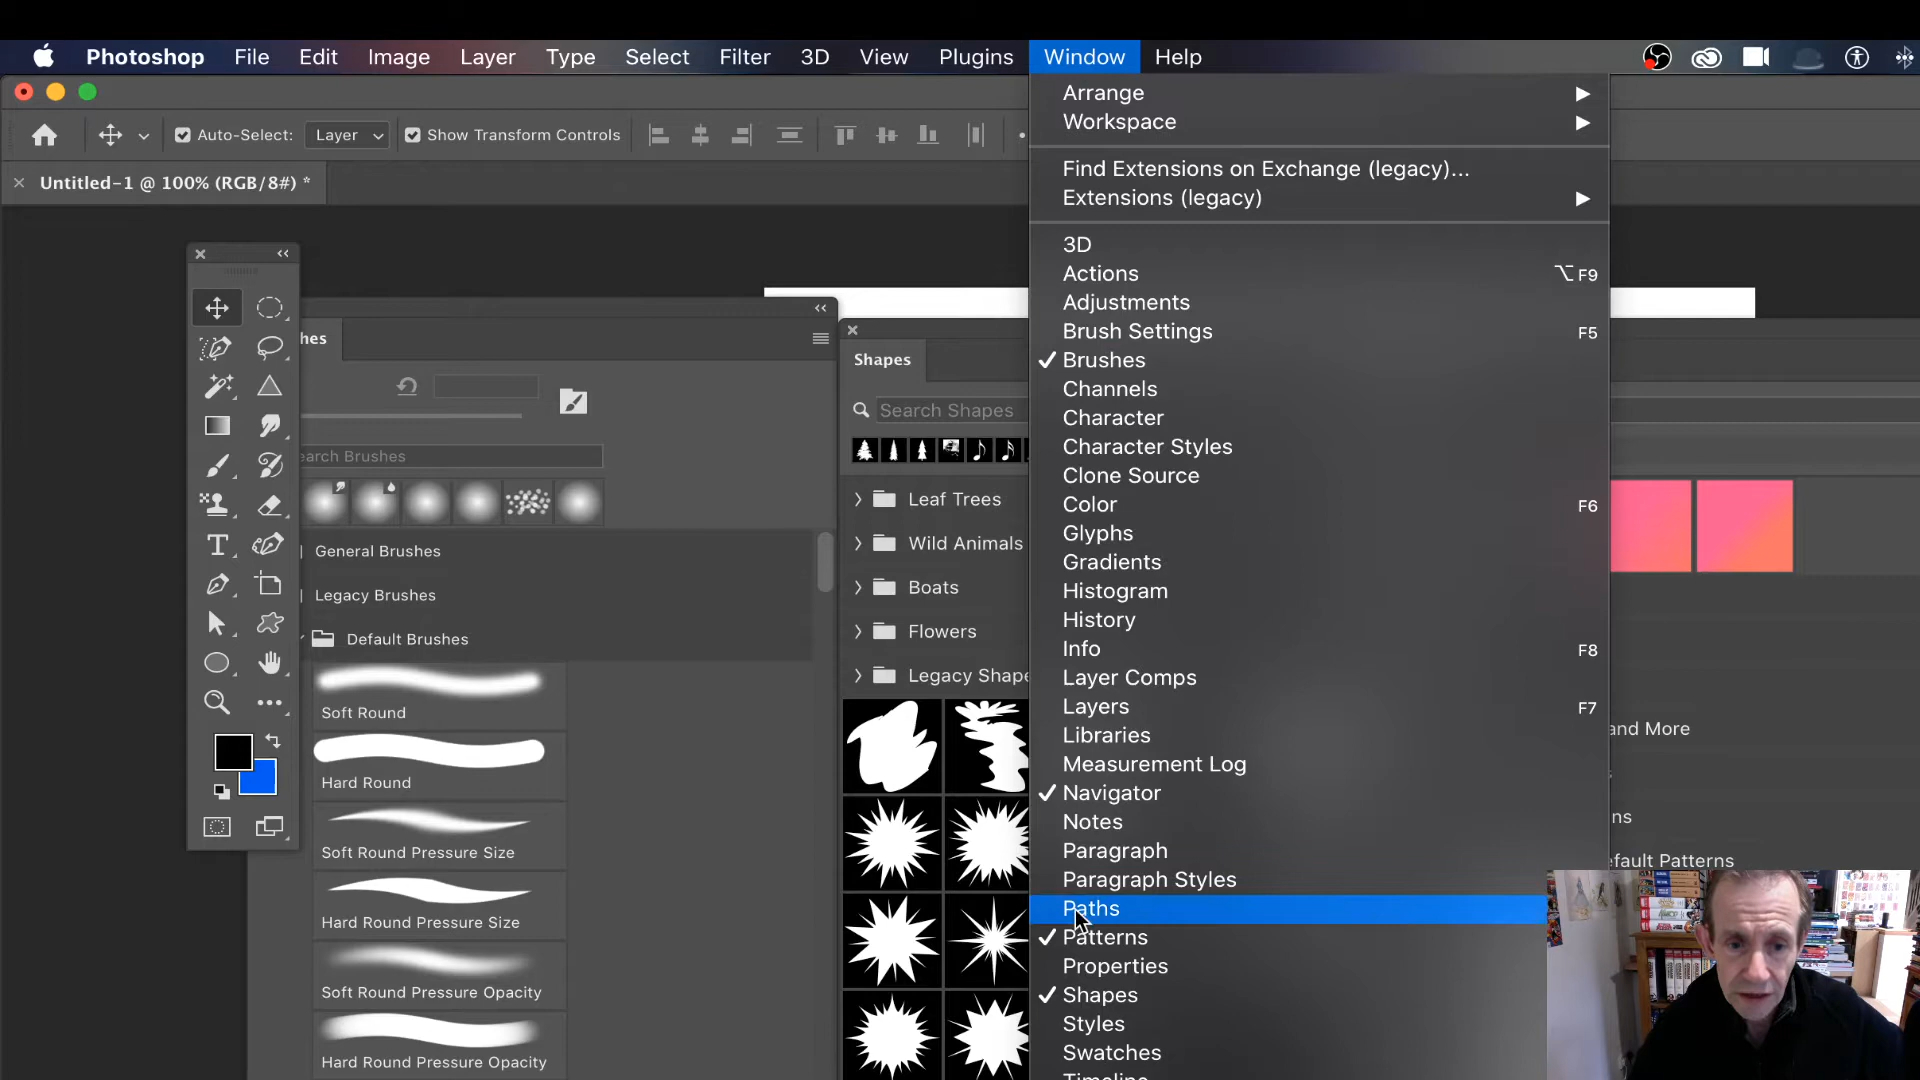 Photoshop File Edit Image Layer Type Select Filter 3D View Plugins Window Help
Auto-Select: Layer Show Transform Controls
Untitled-1 @ 100% (RGB/8#) *
hes
earch Brushes
General Brushes
Legacy Brushes
Default Brushes
Soft Round
Hard Round
Soft Round Pressure Size
Hard Round Pressure Size
Soft Round Pressure Opacity
Hard Round Pressure Opacity
Shapes
Search Shapes
Leaf Trees
Wild Animals
Boats
Flowers
Legacy Shape
Arrange
Workspace
Find Extensions on Exchange (legacy)...
Extensions (legacy)
3D
Actions ⌥F9
Adjustments
Brush Settings F5
Brushes
Channels
Character
Character Styles
Clone Source
Color F6
Glyphs
Gradients
Histogram
History
Info F8
Layer Comps
Layers F7
Libraries
Measurement Log
Navigator
Notes
Paragraph
Paragraph Styles
Paths
Patterns
Properties
Shapes
Styles
Swatches
Timeline
and More
ns
efault Patterns